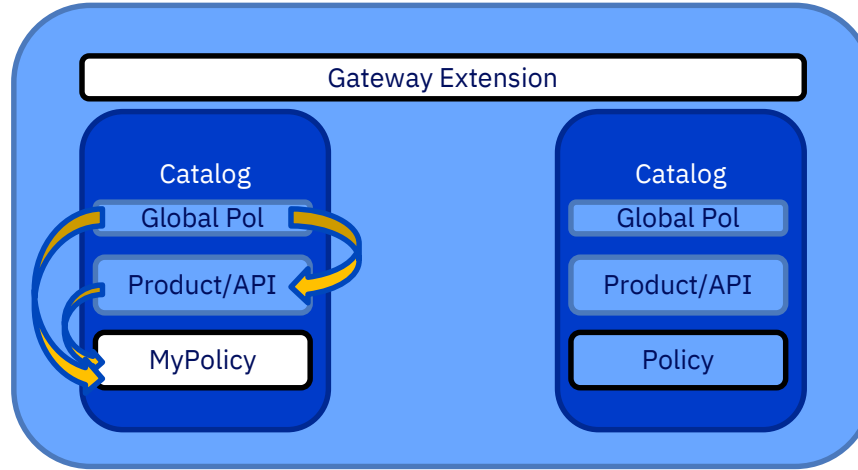 Gateway Extension
Catalog
Global Pol
Product/API
MyPolicy
Catalog
Global Pol
Product/API
Policy